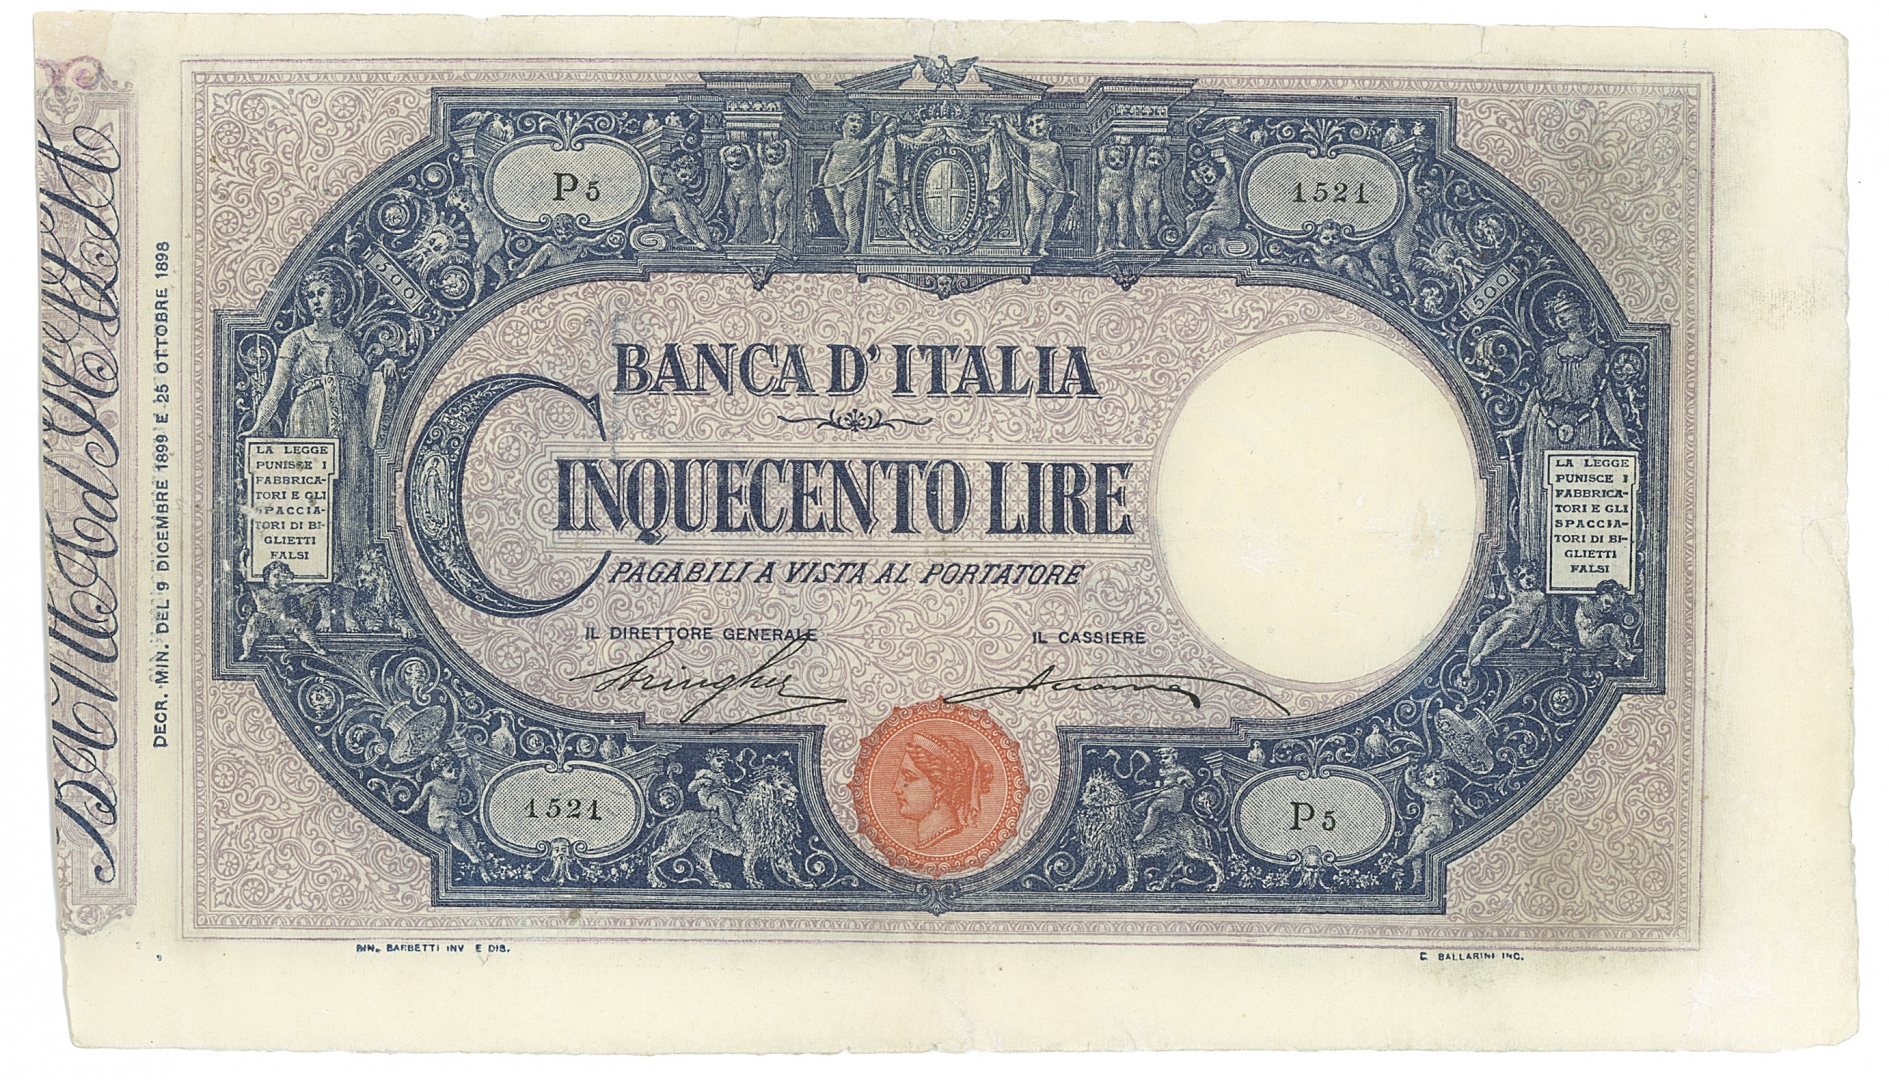 P5
1521
500
500
BANCA D'ITALIA
CINQUECENTO LIRE
PAGABILI A VISTA AL PORTATORE
IL DIRETTORE GENERALE
IL CASSIERE
Stringher
LA LEGGE
PUNISCE I
FABBRICA-
TORI E GLI
SPACCIA-
TORI DI BI-
GLIETTI
FALSI
LA LEGGE
PUNISCE I
FABBRICA-
TORI E GLI
SPACCIA-
TORI DI BI-
GLIETTI
FALSI
1521
P5
DECR. MIN. DEL 9 DICEMBRE 1899 E 25 OTTOBRE 1898
RIN. BARBETTI INV E DIS.
G. BALLARINI INC.